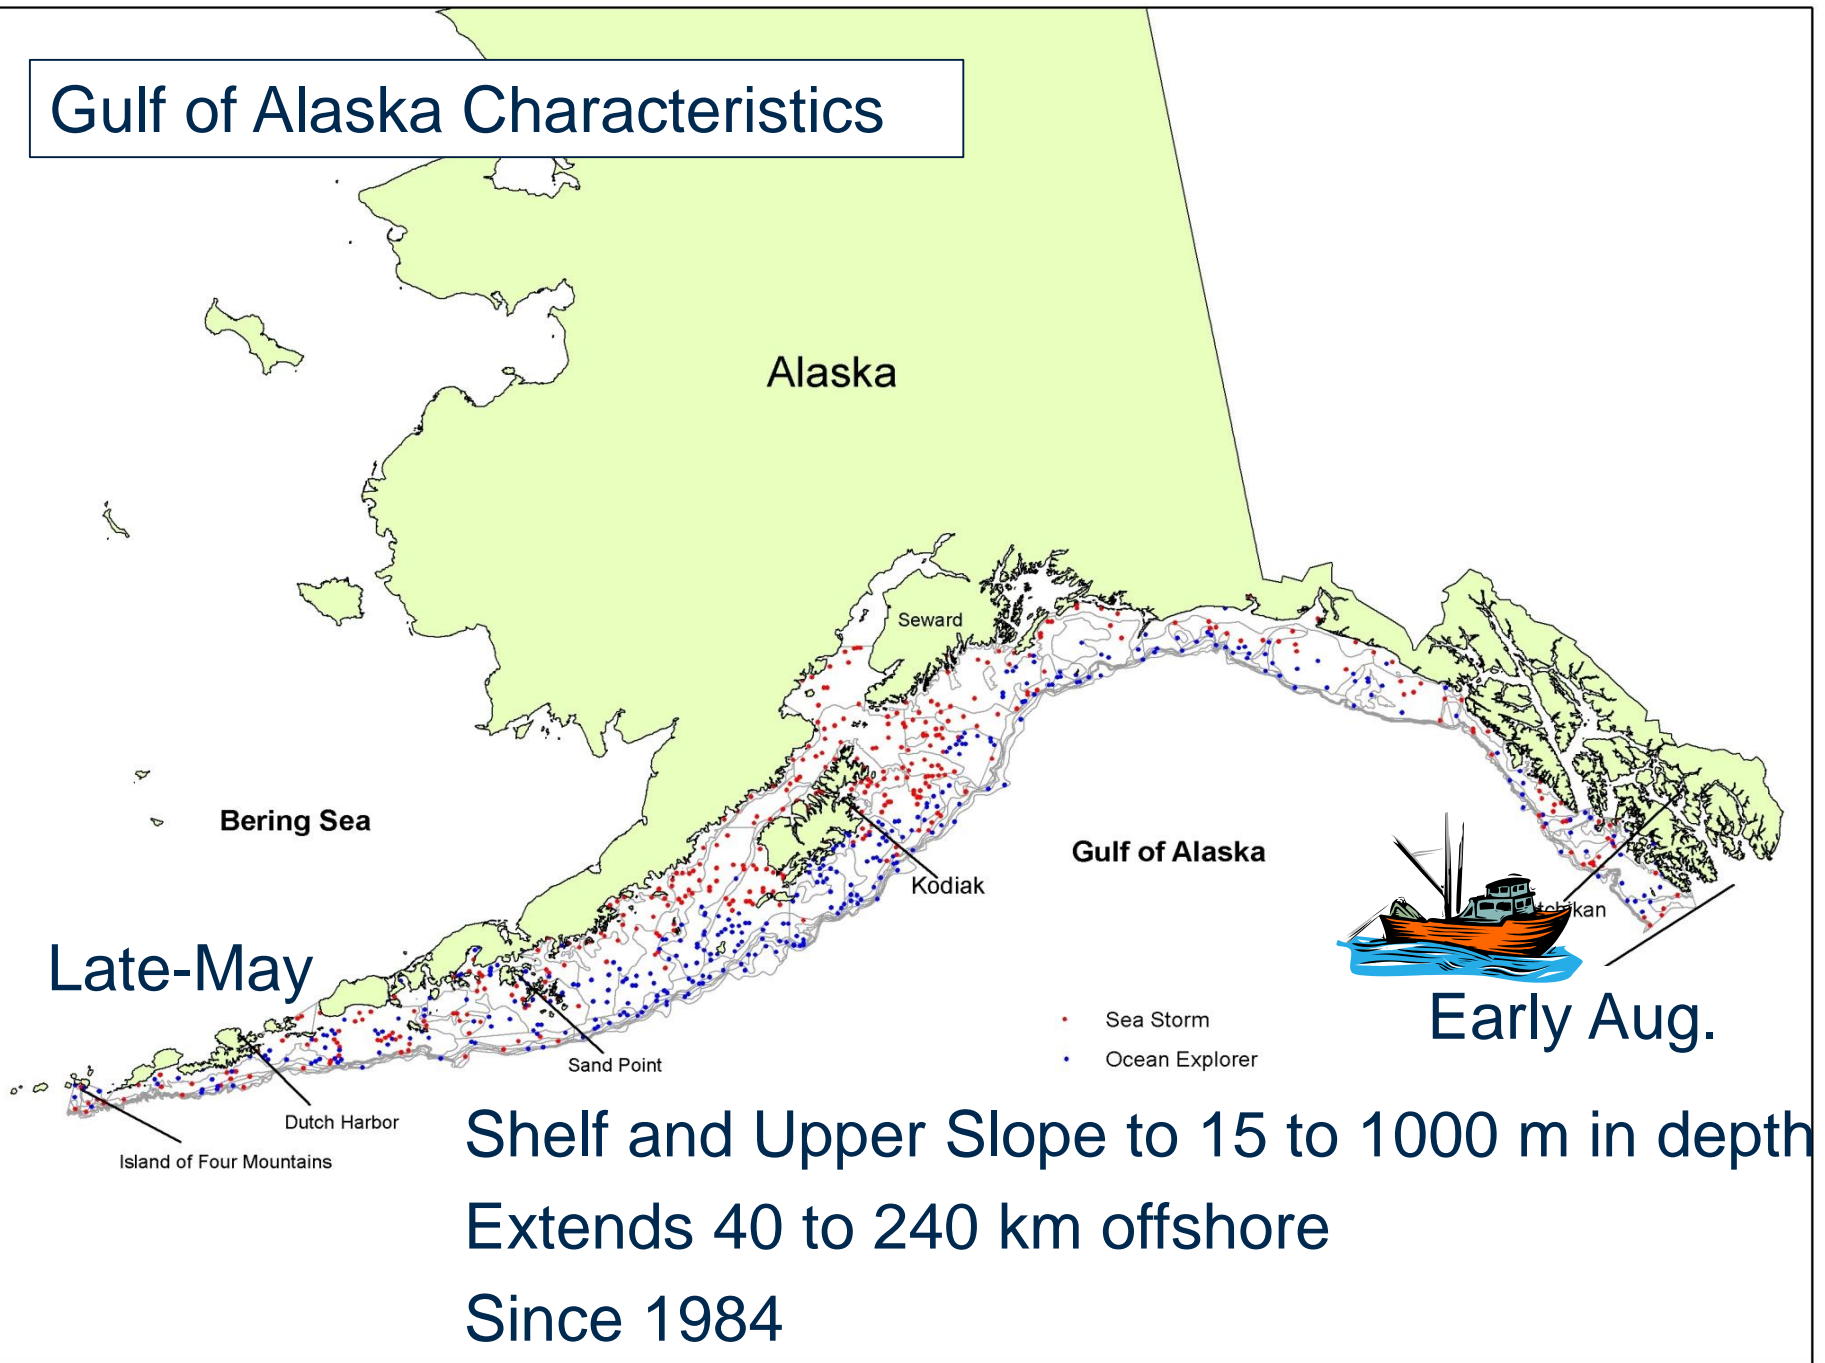 Gulf of Alaska Characteristics
Alaska
Seward
Bering Sea
Gulf of Alaska
Kodiak
Late-May
Sea Storm
Ocean Explorer
Early Aug.
Sand Point
Dutch Harbor
Island of Four Mountains
Shelf and Upper Slope to 15 to 1000 m in depth
Extends 40 to 240 km offshore
Since 1984